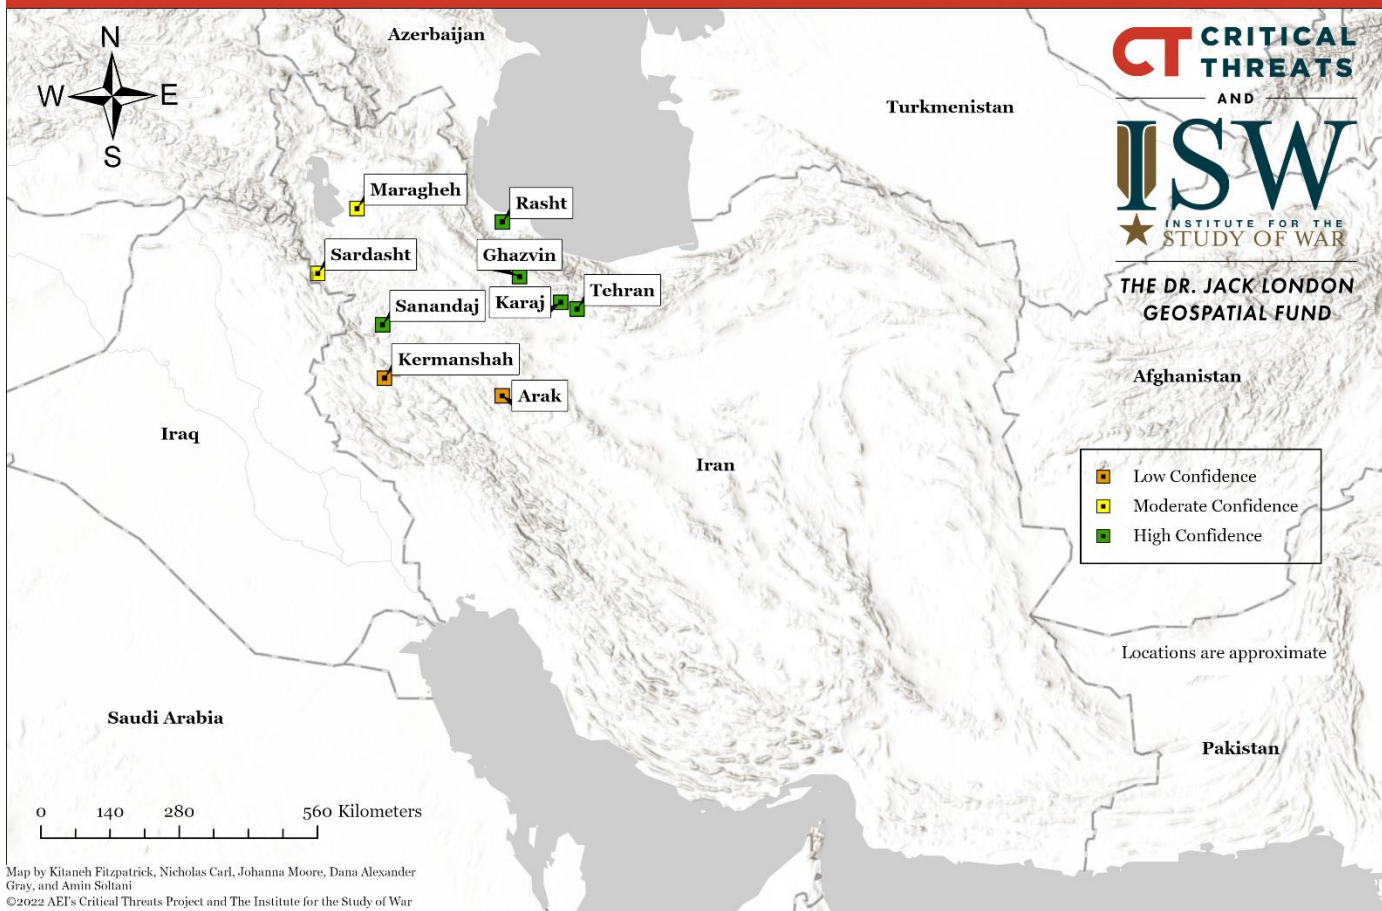 Azerbaijan
N
W
E
S
Turkmenistan
CT CRITICAL
THREATS
AND
ISW
INSTITUTE FOR THE
STUDY OF WAR
THE DR. JACK LONDON
GEOSPATIAL FUND
Maragheh
Rasht
Sardasht
Ghazvin
Sanandaj
Karaj
Tehran
Kermanshah
Arak
Afghanistan
Iraq
Iran
Low Confidence
Moderate Confidence
High Confidence
Locations are approximate
Saudi Arabia
Pakistan
0 140 280 560 Kilometers
Map by Kitaneh Fitzpatrick, Nicholas Carl, Johanna Moore, Dana Alexander
Gray, and Amin Soltani
©2022 AEI's Critical Threats Project and The Institute for the Study of War